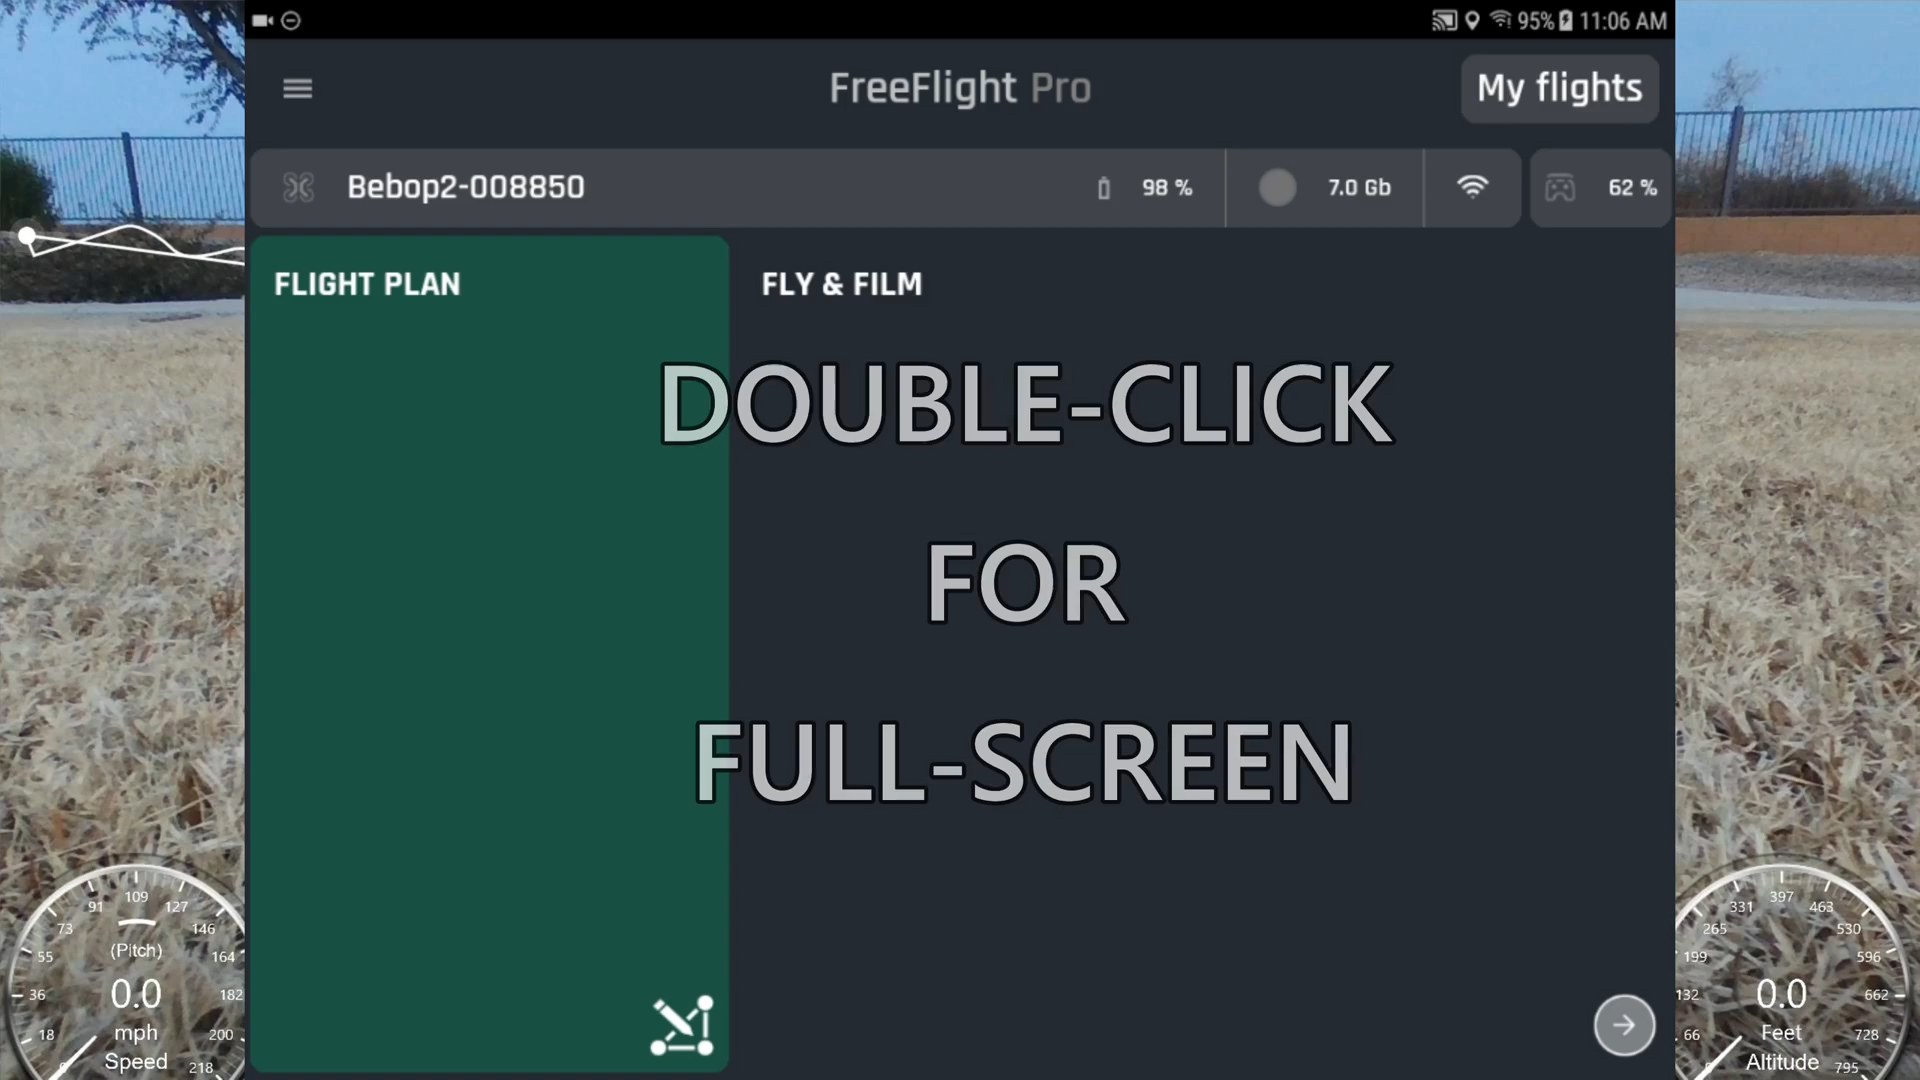 95% 11:06 AM
FreeFlight Pro
My flights
Bebop2-008850
98 %
7.0 Gb
62 %
FLIGHT PLAN
FLY & FILM
DOUBLE-CLICK
FOR
FULL-SCREEN
18
36
55
73
91
109
127
146
164
182
200
218
(Pitch)
0.0
mph
Speed
66
132
199
265
331
397
463
530
596
662
728
795
0.0
Feet
Altitude